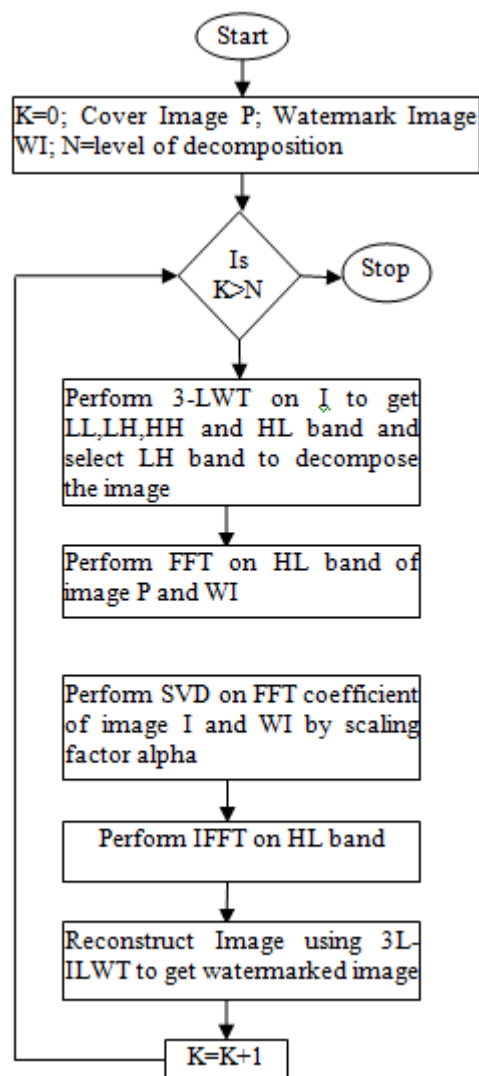 Start
K=0; Cover Image P; Watermark Image
WI; N=level of decomposition
Is
K>N
Stop
Perform 3-LWT on I to get
LL,LH,HH and HL band and
select LH band to decompose
the image
Perform FFT on HL band of
image P and WI
Perform SVD on FFT coefficient
of image I and WI by scaling
factor alpha
Perform IFFT on HL band
Reconstruct Image using 3L-
ILWT to get watermarked image
K=K+1